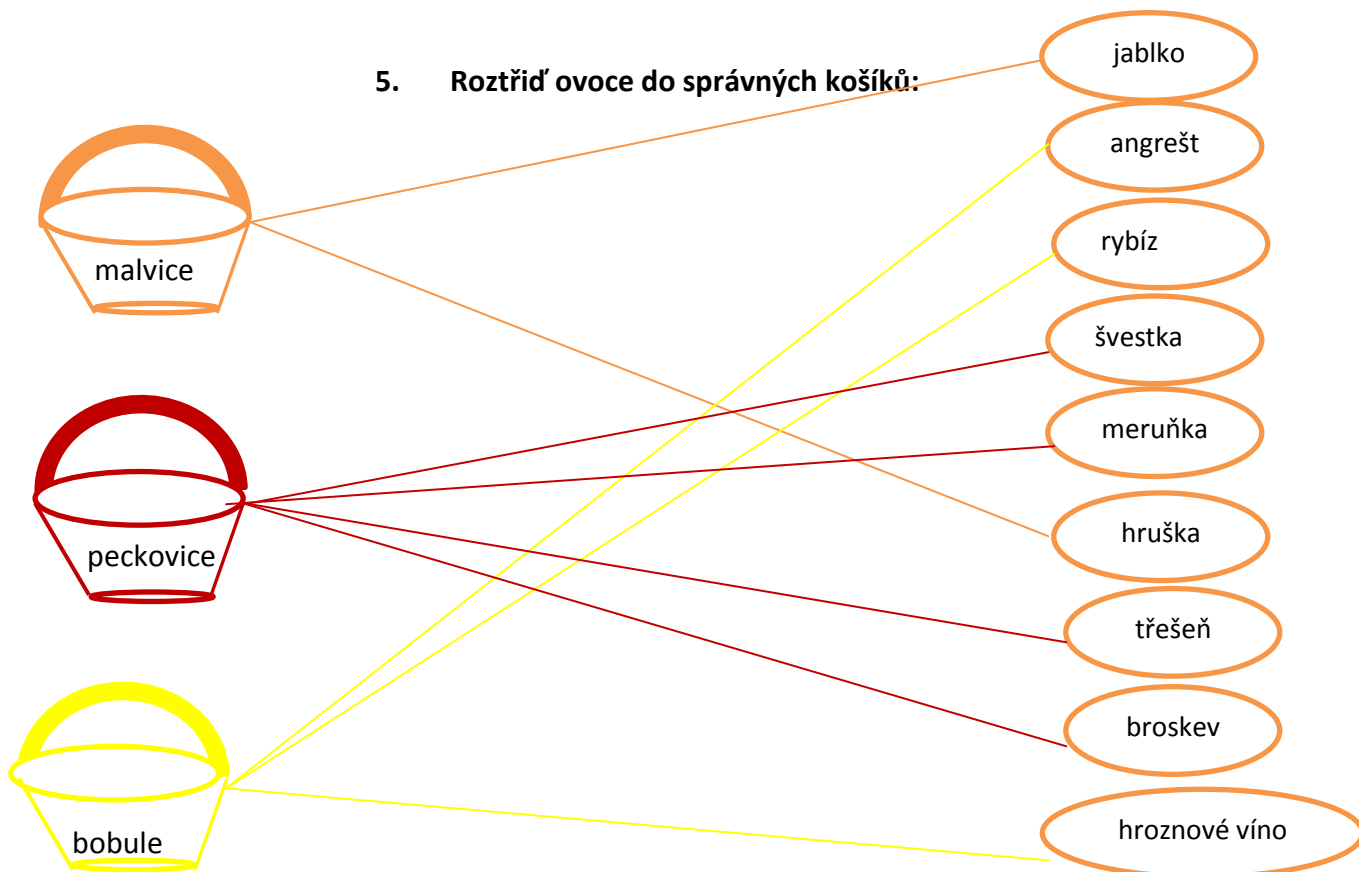 5. Roztřiď ovoce do správných košíků:
jablko
angrešt
rybíz
malvice
švestka
meruňka
hruška
peckovice
třešeň
broskev
hroznové víno
bobule